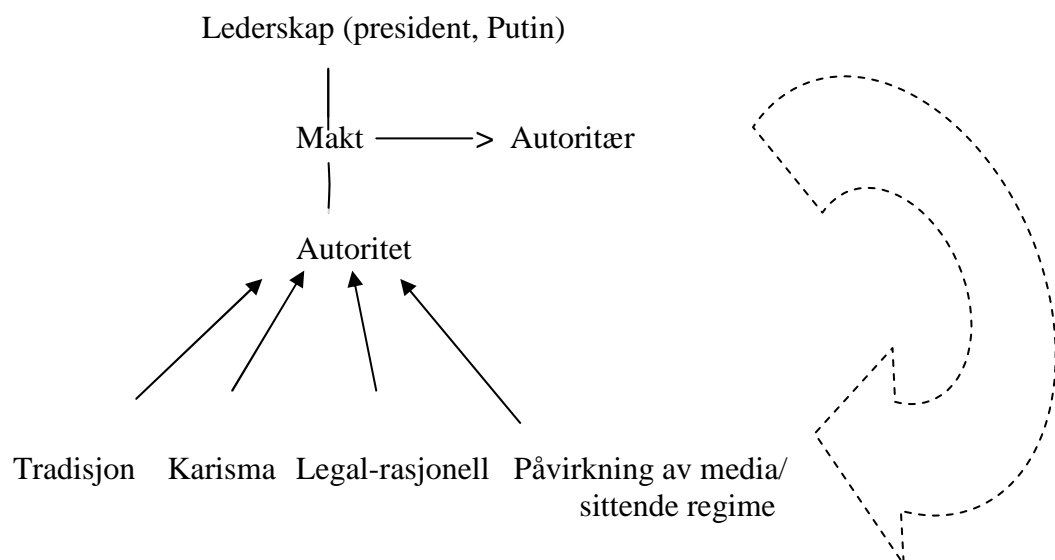 Lederskap (president, Putin)
Makt > Autoritær
Autoritet
Tradisjon Karisma Legal-rasjonell Påvirkning av media/
sittende regime